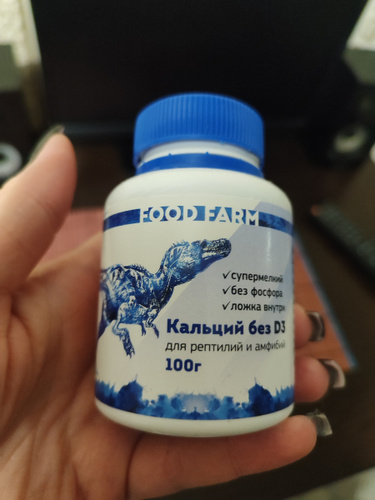 FOOD FARM
✓супермелкий
✓без фосфора
✓ложка внутри
Кальций без D3
для рептилий и амфибий
100г